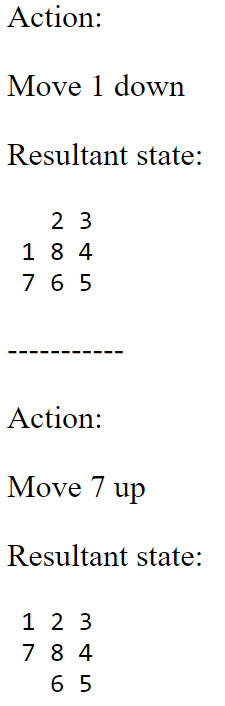 Action:
Move 1 down
Resultant state:
2 3
1 8 4
7 6 5
-----------
Action:
Move 7 up
Resultant state:
1 2 3
7 8 4
6 5